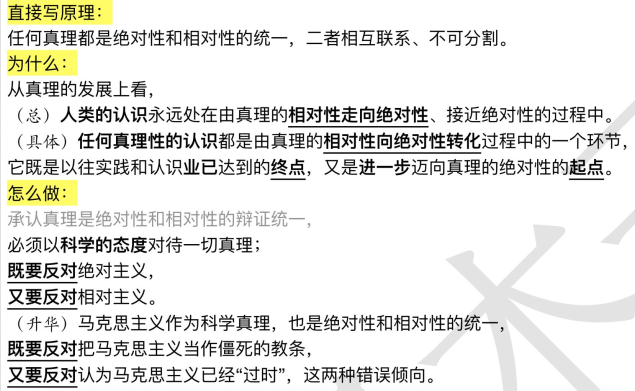 直接写原理：
任何真理都是绝对性和相对性的统一，二者相互联系、不可分割。
为什么：
从真理的发展上看，
（总）人类的认识永远处在由真理的相对性走向绝对性、接近绝对性的过程中。
（具体）任何真理性的认识都是由真理的相对性向绝对性转化过程中的一个环节，
它既是以往实践和认识业已达到的终点，又是进一步迈向真理的绝对性的起点。
怎么做：
承认真理是绝对性和相对性的辩证统一，
必须以科学的态度对待一切真理；
既要反对绝对主义，
又要反对相对主义。
（升华）马克思主义作为科学真理，也是绝对性和相对性的统一，
既要反对把马克思主义当作僵死的教条，
又要反对认为马克思主义已经“过时”，这两种错误倾向。